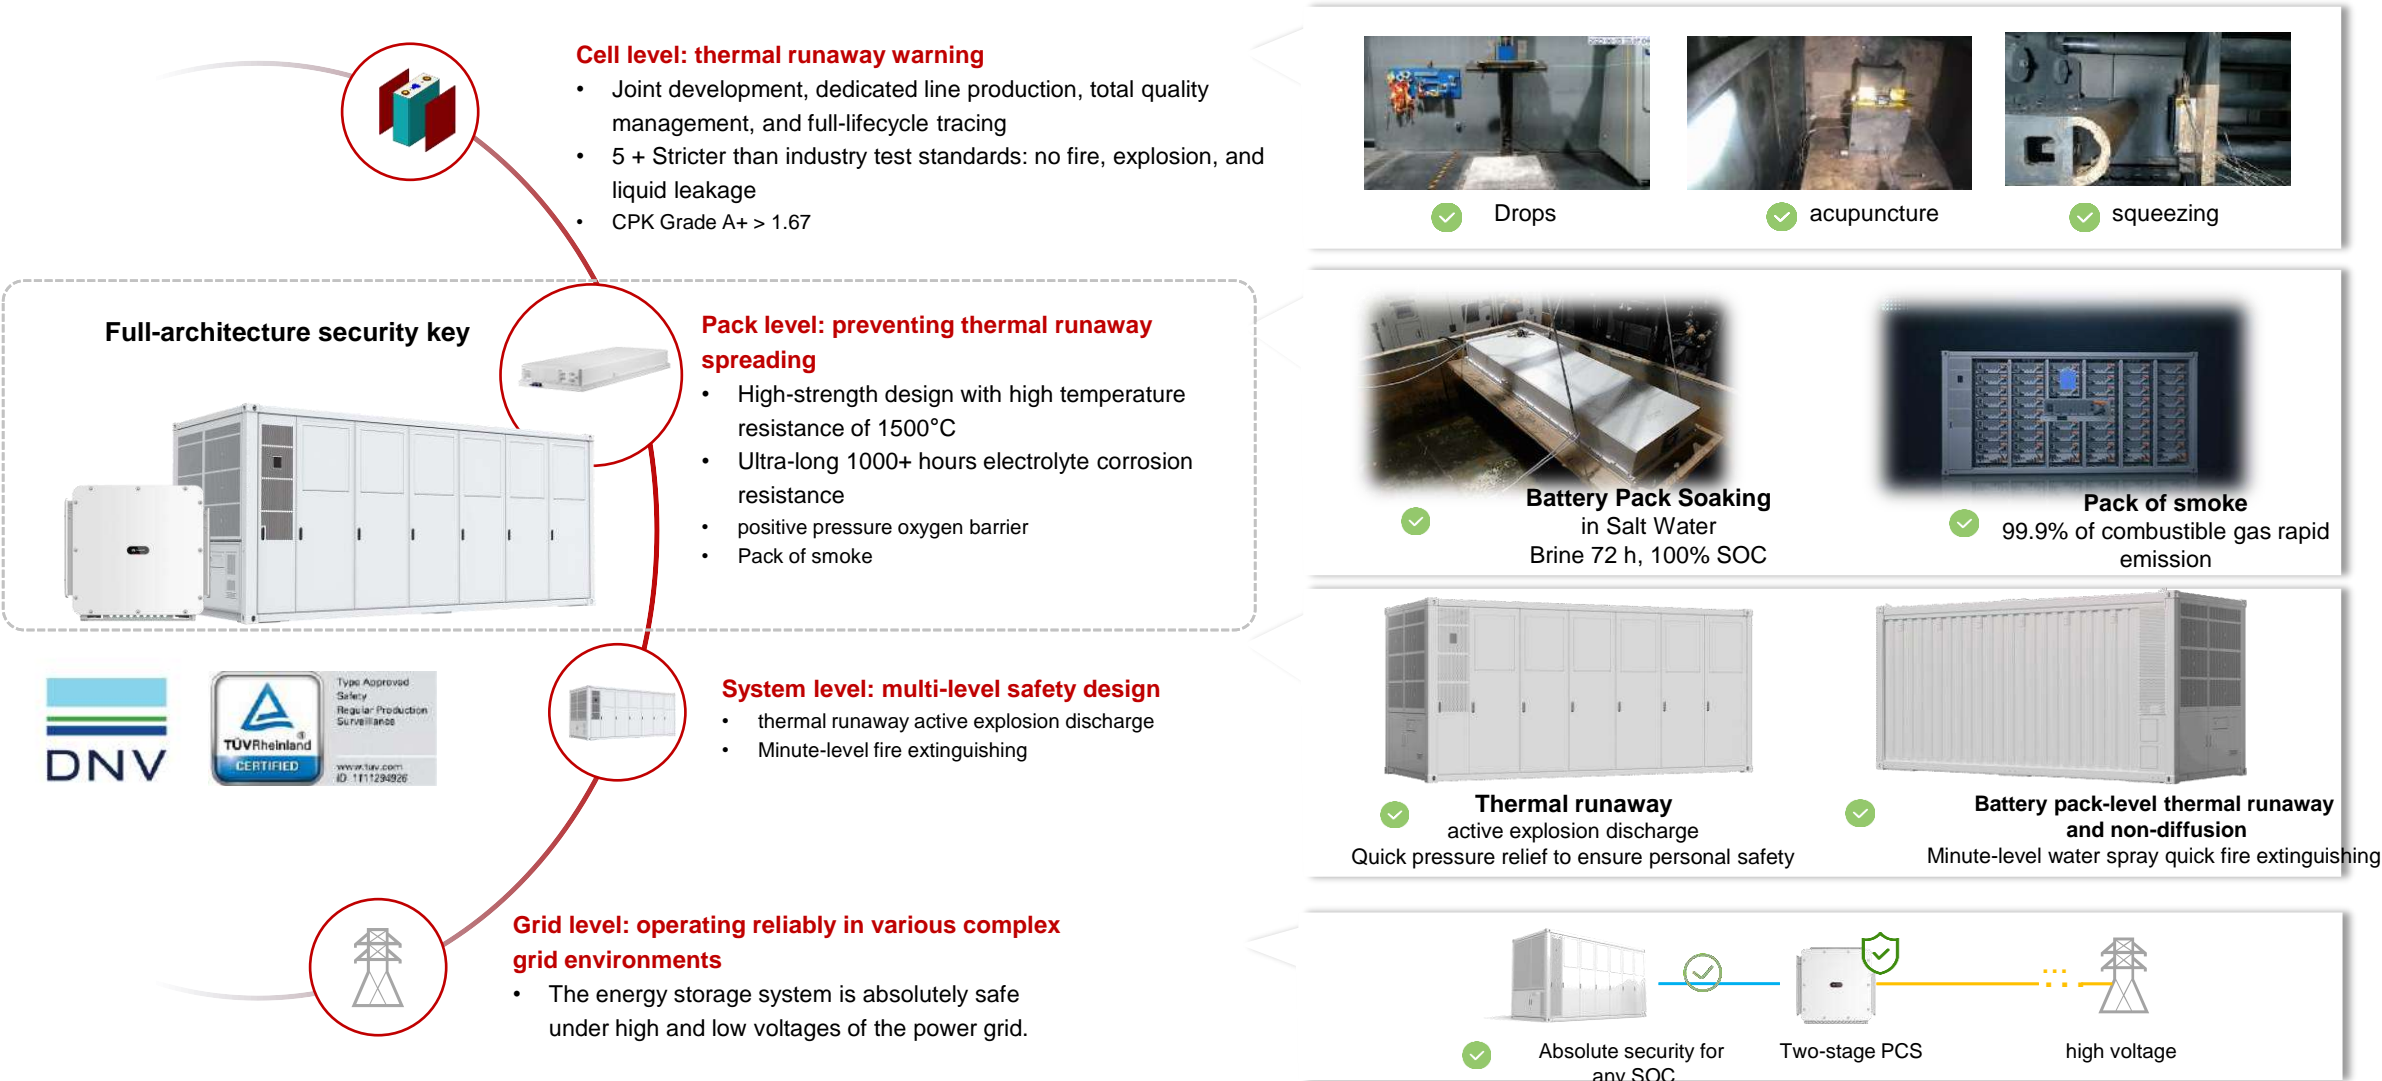 Cell level: thermal runaway warning
• Joint development, dedicated line production, total quality
management, and full-lifecycle tracing
• 5 + Stricter than industry test standards: no fire, explosion, and
liquid leakage
• CPK Grade A+ > 1.67
Drops
acupuncture
squeezing
Full-architecture security key
Pack level: preventing thermal runaway
spreading
• High-strength design with high temperature
resistance of 1500°C
• Ultra-long 1000+ hours electrolyte corrosion
resistance
• positive pressure oxygen barrier
• Pack of smoke
Battery Pack Soaking
in Salt Water
Brine 72 h, 100% SOC
Pack of smoke
99.9% of combustible gas rapid
emission
DNV
TÜVRheinland
CERTIFIED
Type Approved
Safety
Regular Production
Surveillance
www.tuv.com
ID 1111294926
System level: multi-level safety design
• thermal runaway active explosion discharge
• Minute-level fire extinguishing
Thermal runaway
active explosion discharge
Quick pressure relief to ensure personal safety
Battery pack-level thermal runaway
and non-diffusion
Minute-level water spray quick fire extinguishing
Grid level: operating reliably in various complex
grid environments
• The energy storage system is absolutely safe
under high and low voltages of the power grid.
Absolute security for
any SOC
Two-stage PCS
high voltage